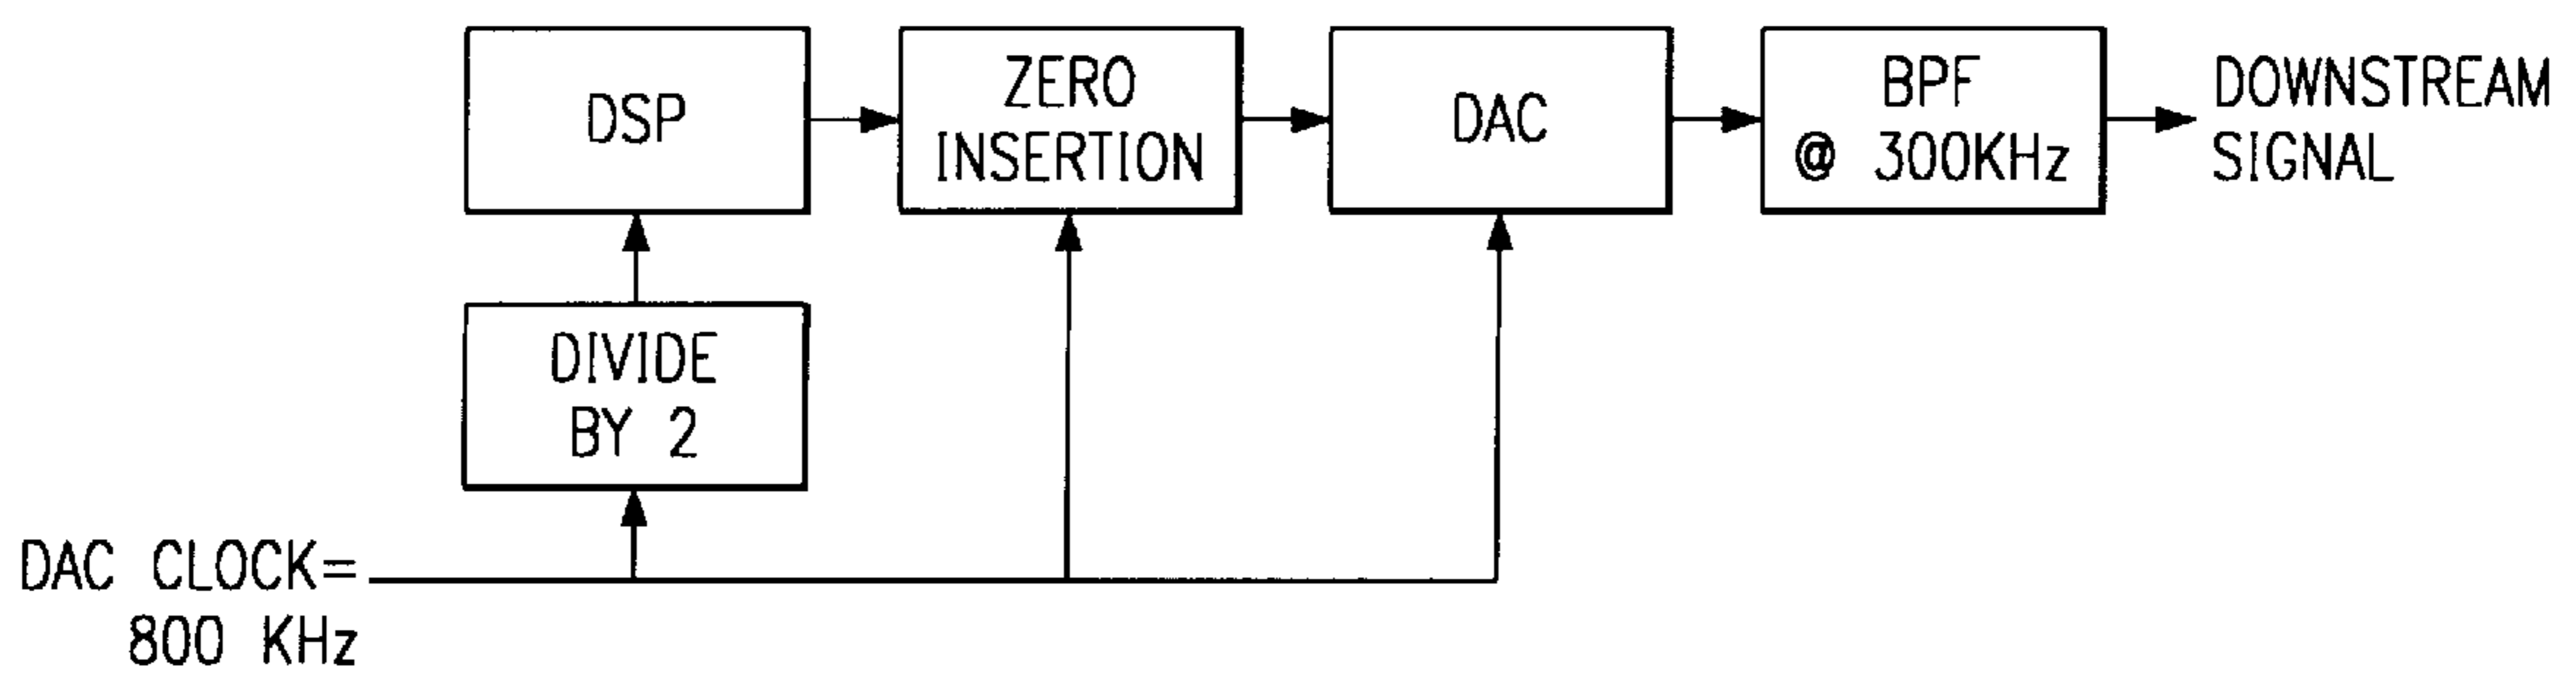 DSP
ZERO
INSERTION
DAC
BPF
@ 300KHz
DOWNSTREAM
SIGNAL
DIVIDE
BY 2
DAC CLOCK=
800 KHz